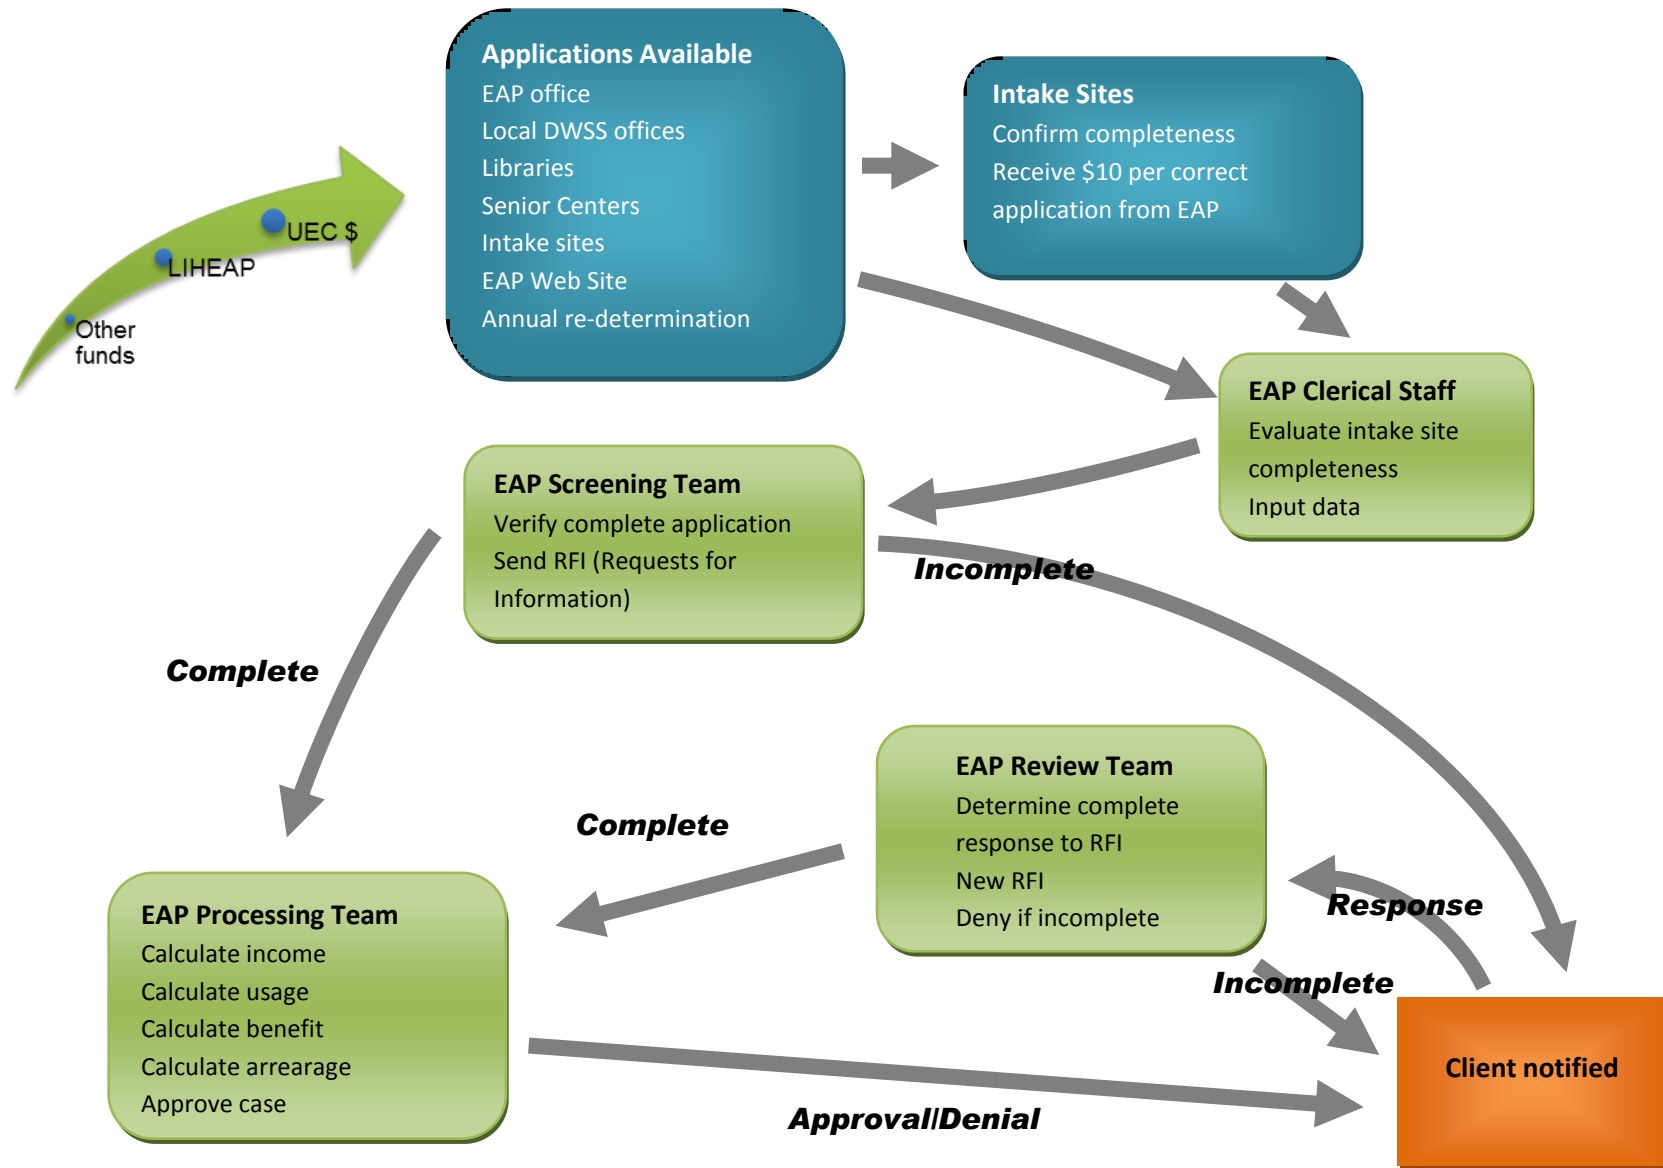 Applications Available
EAP office
Local DWSS offices
Libraries
Senior Centers
Intake sites
EAP Web Site
Annual re-determination
Intake Sites
Confirm completeness
Receive $10 per correct
application from EAP
UEC $
LIHEAP
Other
funds
EAP Clerical Staff
Evaluate intake site
completeness
Input data
EAP Screening Team
Verify complete application
Send RFI (Requests for
Information)
Incomplete
Complete
EAP Review Team
Determine complete
response to RFI
New RFI
Deny if incomplete
Complete
Response
Incomplete
EAP Processing Team
Calculate income
Calculate usage
Calculate benefit
Calculate arrearage
Approve case
Approval/Denial
Client notified